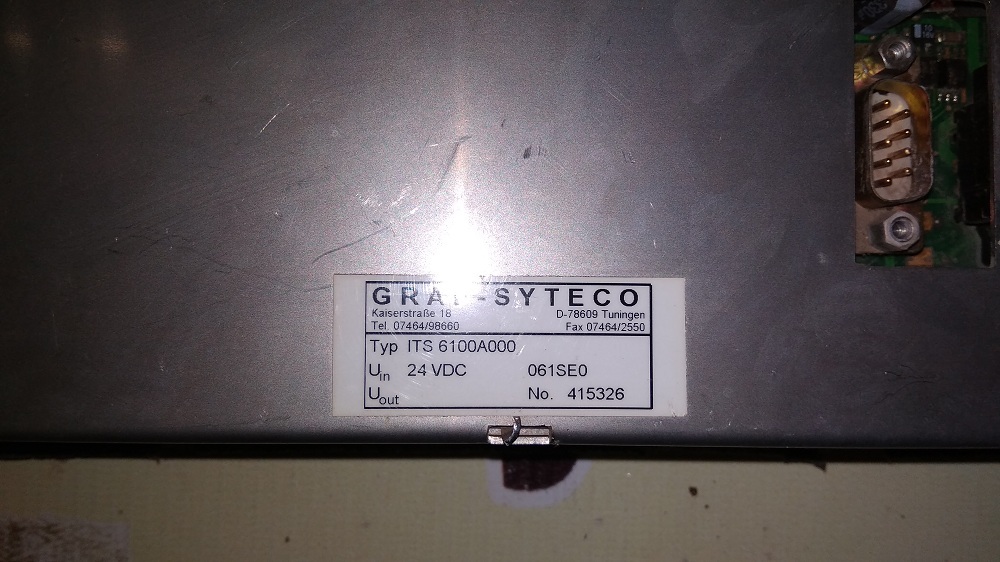 GRAF-SYTECO
Kaiserstraße 18 D-78609 Tuningen
Tel. 07464/98660 Fax 07464/2550
Typ ITS 6100A000
Uin 24 VDC 061SE0
Uout No. 415326